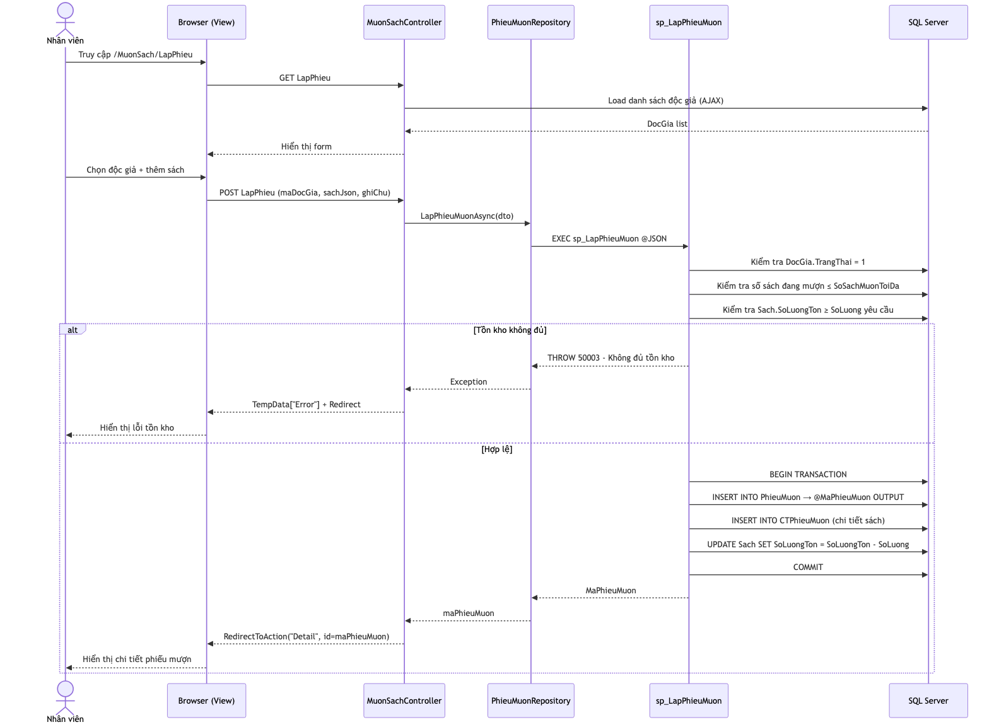 Nhân viên
Browser (View)
MuonSachController
PhieuMuonRepository
sp_LapPhieuMuon
SQL Server
Truy cập /MuonSach/LapPhieu
GET LapPhieu
Load danh sách độc giả (AJAX)
DocGia list
Hiển thị form
Chọn độc giả + thêm sách
POST LapPhieu (maDocGia, sachJson, ghiChu)
LapPhieuMuonAsync(dto)
EXEC sp_LapPhieuMuon @JSON
Kiểm tra DocGia.TrangThai = 1
Kiểm tra số sách đang mượn ≤ SoSachMuonToiDa
Kiểm tra Sach.SoLuongTon ≥ SoLuong yêu cầu
alt
[Tồn kho không đủ]
THROW 50003 - Không đủ tồn kho
Exception
TempData["Error"] + Redirect
Hiển thị lỗi tồn kho
[Hợp lệ]
BEGIN TRANSACTION
INSERT INTO PhieuMuon → @MaPhieuMuon OUTPUT
INSERT INTO CTPhieuMuon (chi tiết sách)
UPDATE Sach SET SoLuongTon = SoLuongTon - SoLuong
COMMIT
MaPhieuMuon
maPhieuMuon
RedirectToAction("Detail", id=maPhieuMuon)
Hiển thị chi tiết phiếu mượn
Nhân viên
Browser (View)
MuonSachController
PhieuMuonRepository
sp_LapPhieuMuon
SQL Server